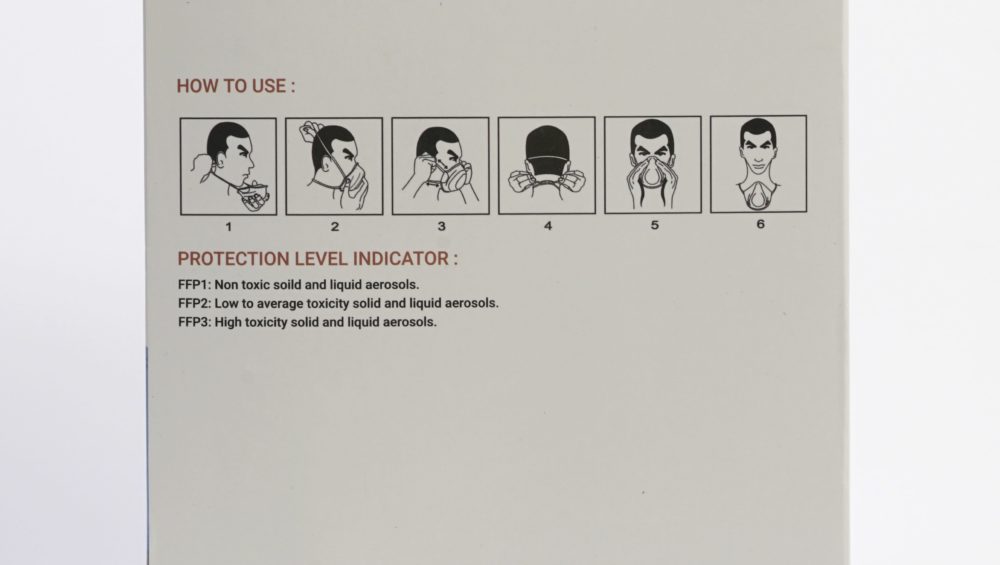 HOW TO USE :
1 2 3 4 5 6
PROTECTION LEVEL INDICATOR :
FFP1: Non toxic soild and liquid aerosols.
FFP2: Low to average toxicity solid and liquid aerosols.
FFP3: High toxicity solid and liquid aerosols.